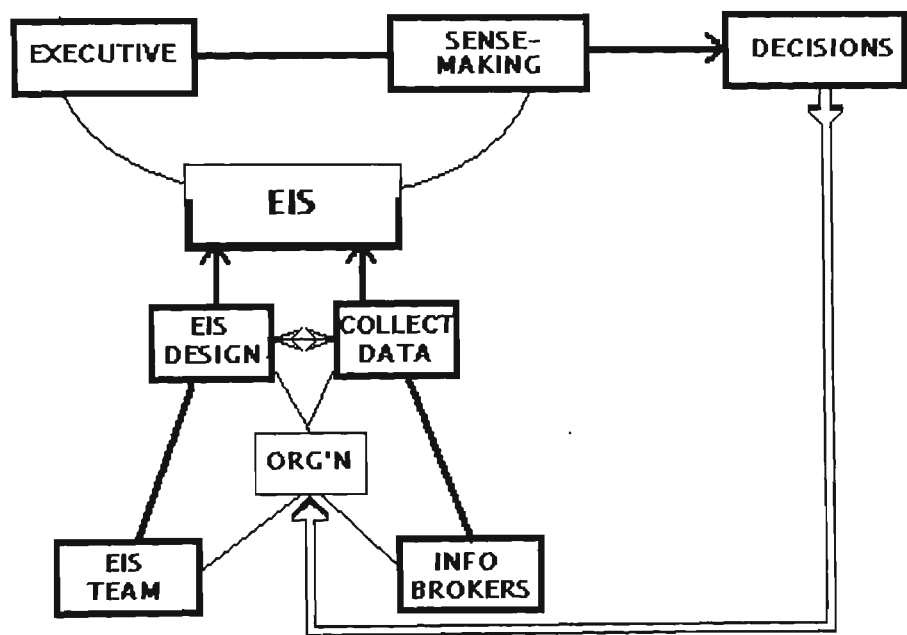 EXECUTIVE
SENSE-
MAKING
DECISIONS
EIS
EIS
DESIGN
COLLECT
DATA
ORG'N
EIS
TEAM
INFO
BROKERS